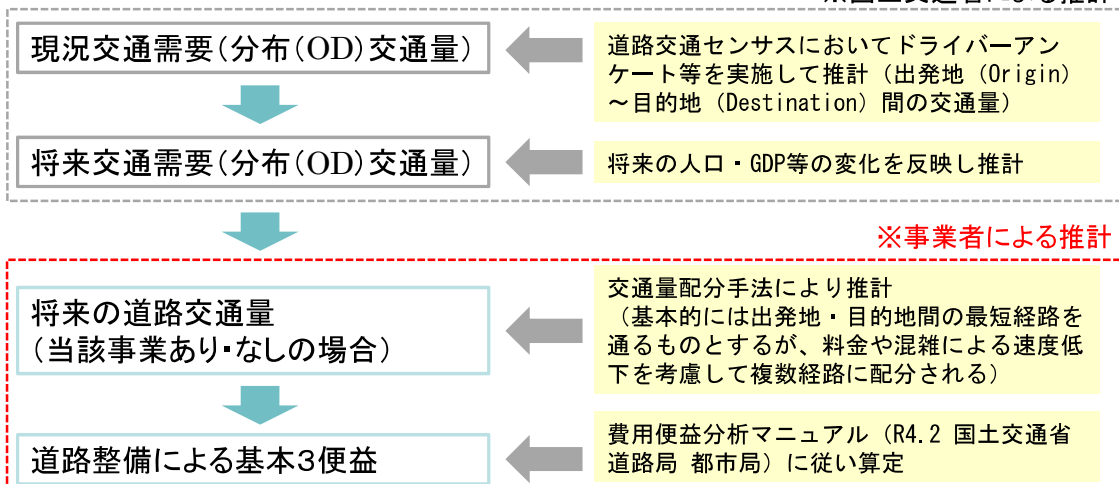 現況交通需要(分布(OD)交通量)
道路交通センサスにおいてドライバーアン
ケート等を実施して推計（出発地（Origin）
～目的地（Destination）間の交通量）
将来交通需要(分布(OD)交通量)
将来の人口・GDP等の変化を反映し推計
※事業者による推計
将来の道路交通量
(当該事業あり・なしの場合)
交通量配分手法により推計
（基本的には出発地・目的地間の最短経路を
通るものとするが、料金や混雑による速度低
下を考慮して複数経路に配分される）
道路整備による基本３便益
費用便益分析マニュアル（R4.2 国土交通省
道路局 都市局）に従い算定